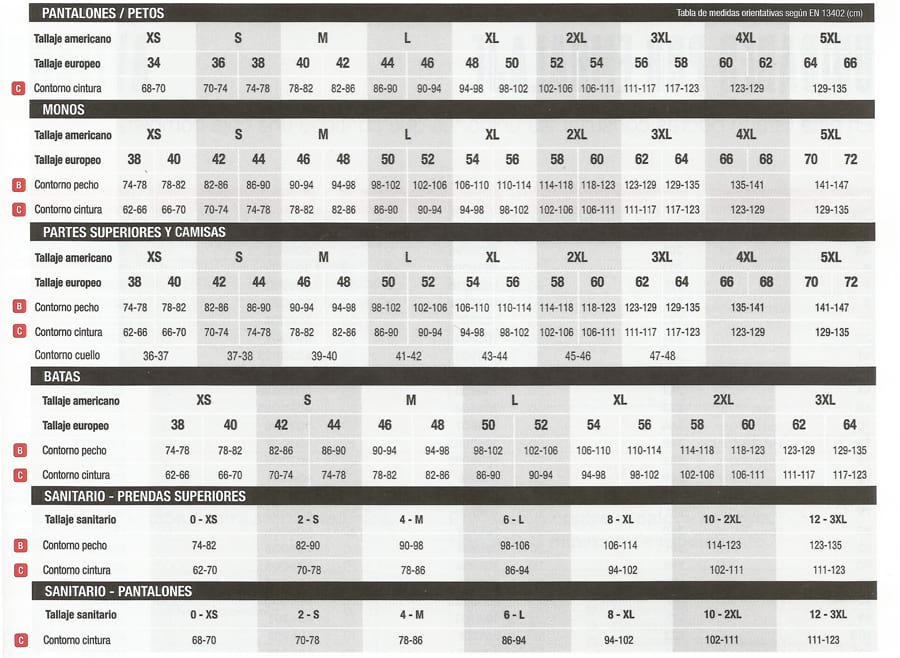 PANTALONES / PETOS Tabla de medidas orientativas según EN 13402 (cm)
Tallaje americano XS S M L XL 2XL 3XL 4XL 5XL
Tallaje europeo 34 36 38 40 42 44 46 48 50 52 54 56 58 60 62 64 66
C Contorno cintura 68-70 70-74 74-78 78-82 82-86 86-90 90-94 94-98 98-102 102-106 106-111 111-117 117-123 123-129 129-135
MONOS
Tallaje americano XS S M L XL 2XL 3XL 4XL 5XL
Tallaje europeo 38 40 42 44 46 48 50 52 54 56 58 60 62 64 66 68 70 72
B Contorno pecho 74-78 78-82 82-86 86-90 90-94 94-98 98-102 102-106 106-110 110-114 114-118 118-123 123-129 129-135 135-141 141-147
C Contorno cintura 62-66 66-70 70-74 74-78 78-82 82-86 86-90 90-94 94-98 98-102 102-106 106-111 111-117 117-123 123-129 129-135
PARTES SUPERIORES Y CAMISAS
Tallaje americano XS S M L XL 2XL 3XL 4XL 5XL
Tallaje europeo 38 40 42 44 46 48 50 52 54 56 58 60 62 64 66 68 70 72
B Contorno pecho 74-78 78-82 82-86 86-90 90-94 94-98 98-102 102-106 106-110 110-114 114-118 118-123 123-129 129-135 135-141 141-147
C Contorno cintura 62-66 66-70 70-74 74-78 78-82 82-86 86-90 90-94 94-98 98-102 102-106 106-111 111-117 117-123 123-129 129-135
Contorno cuello 36-37 37-38 39-40 41-42 43-44 45-46 47-48
BATAS
Tallaje americano XS S M L XL 2XL 3XL
Tallaje europeo 38 40 42 44 46 48 50 52 54 56 58 60 62 64
B Contorno pecho 74-78 78-82 82-86 86-90 90-94 94-98 98-102 102-106 106-110 110-114 114-118 118-123 123-129 129-135
C Contorno cintura 62-66 66-70 70-74 74-78 78-82 82-86 86-90 90-94 94-98 98-102 102-106 106-111 111-117 117-123
SANITARIO - PRENDAS SUPERIORES
Tallaje sanitario 0 - XS 2 - S 4 - M 6 - L 8 - XL 10 - 2XL 12 - 3XL
B Contorno pecho 74-82 82-90 90-98 98-106 106-114 114-123 123-135
C Contorno cintura 62-70 70-78 78-86 86-94 94-102 102-111 111-123
SANITARIO - PANTALONES
Tallaje sanitario 0 - XS 2 - S 4 - M 6 - L 8 - XL 10 - 2XL 12 - 3XL
C Contorno cintura 68-70 70-78 78-86 86-94 94-102 102-111 111-123